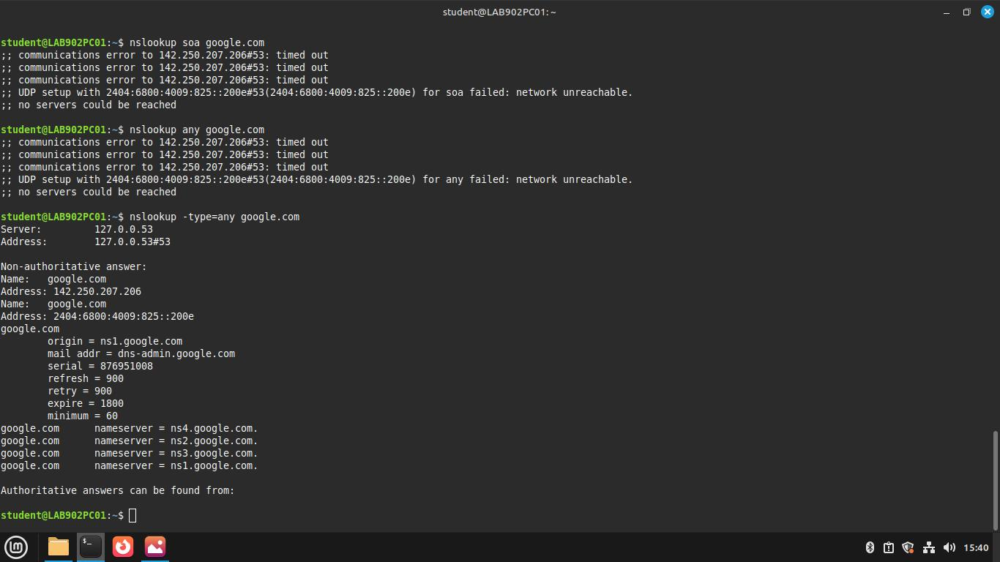 student@LAB902PC01: ~
student@LAB902PC01:~$ nslookup soa google.com
;; communications error to 142.250.207.206#53: timed out
;; communications error to 142.250.207.206#53: timed out
;; communications error to 142.250.207.206#53: timed out
;; UDP setup with 2404:6800:4009:825::200e#53(2404:6800:4009:825::200e) for soa failed: network unreachable.
;; no servers could be reached
student@LAB902PC01:~$ nslookup any google.com
;; communications error to 142.250.207.206#53: timed out
;; communications error to 142.250.207.206#53: timed out
;; communications error to 142.250.207.206#53: timed out
;; UDP setup with 2404:6800:4009:825::200e#53(2404:6800:4009:825::200e) for any failed: network unreachable.
;; no servers could be reached
student@LAB902PC01:~$ nslookup -type=any google.com
Server:         127.0.0.53
Address:        127.0.0.53#53
Non-authoritative answer:
Name:   google.com
Address: 142.250.207.206
Name:   google.com
Address: 2404:6800:4009:825::200e
google.com
        origin = ns1.google.com
        mail addr = dns-admin.google.com
        serial = 876951008
        refresh = 900
        retry = 900
        expire = 1800
        minimum = 60
google.com      nameserver = ns4.google.com.
google.com      nameserver = ns2.google.com.
google.com      nameserver = ns3.google.com.
google.com      nameserver = ns1.google.com.
Authoritative answers can be found from:
student@LAB902PC01:~$
15:40